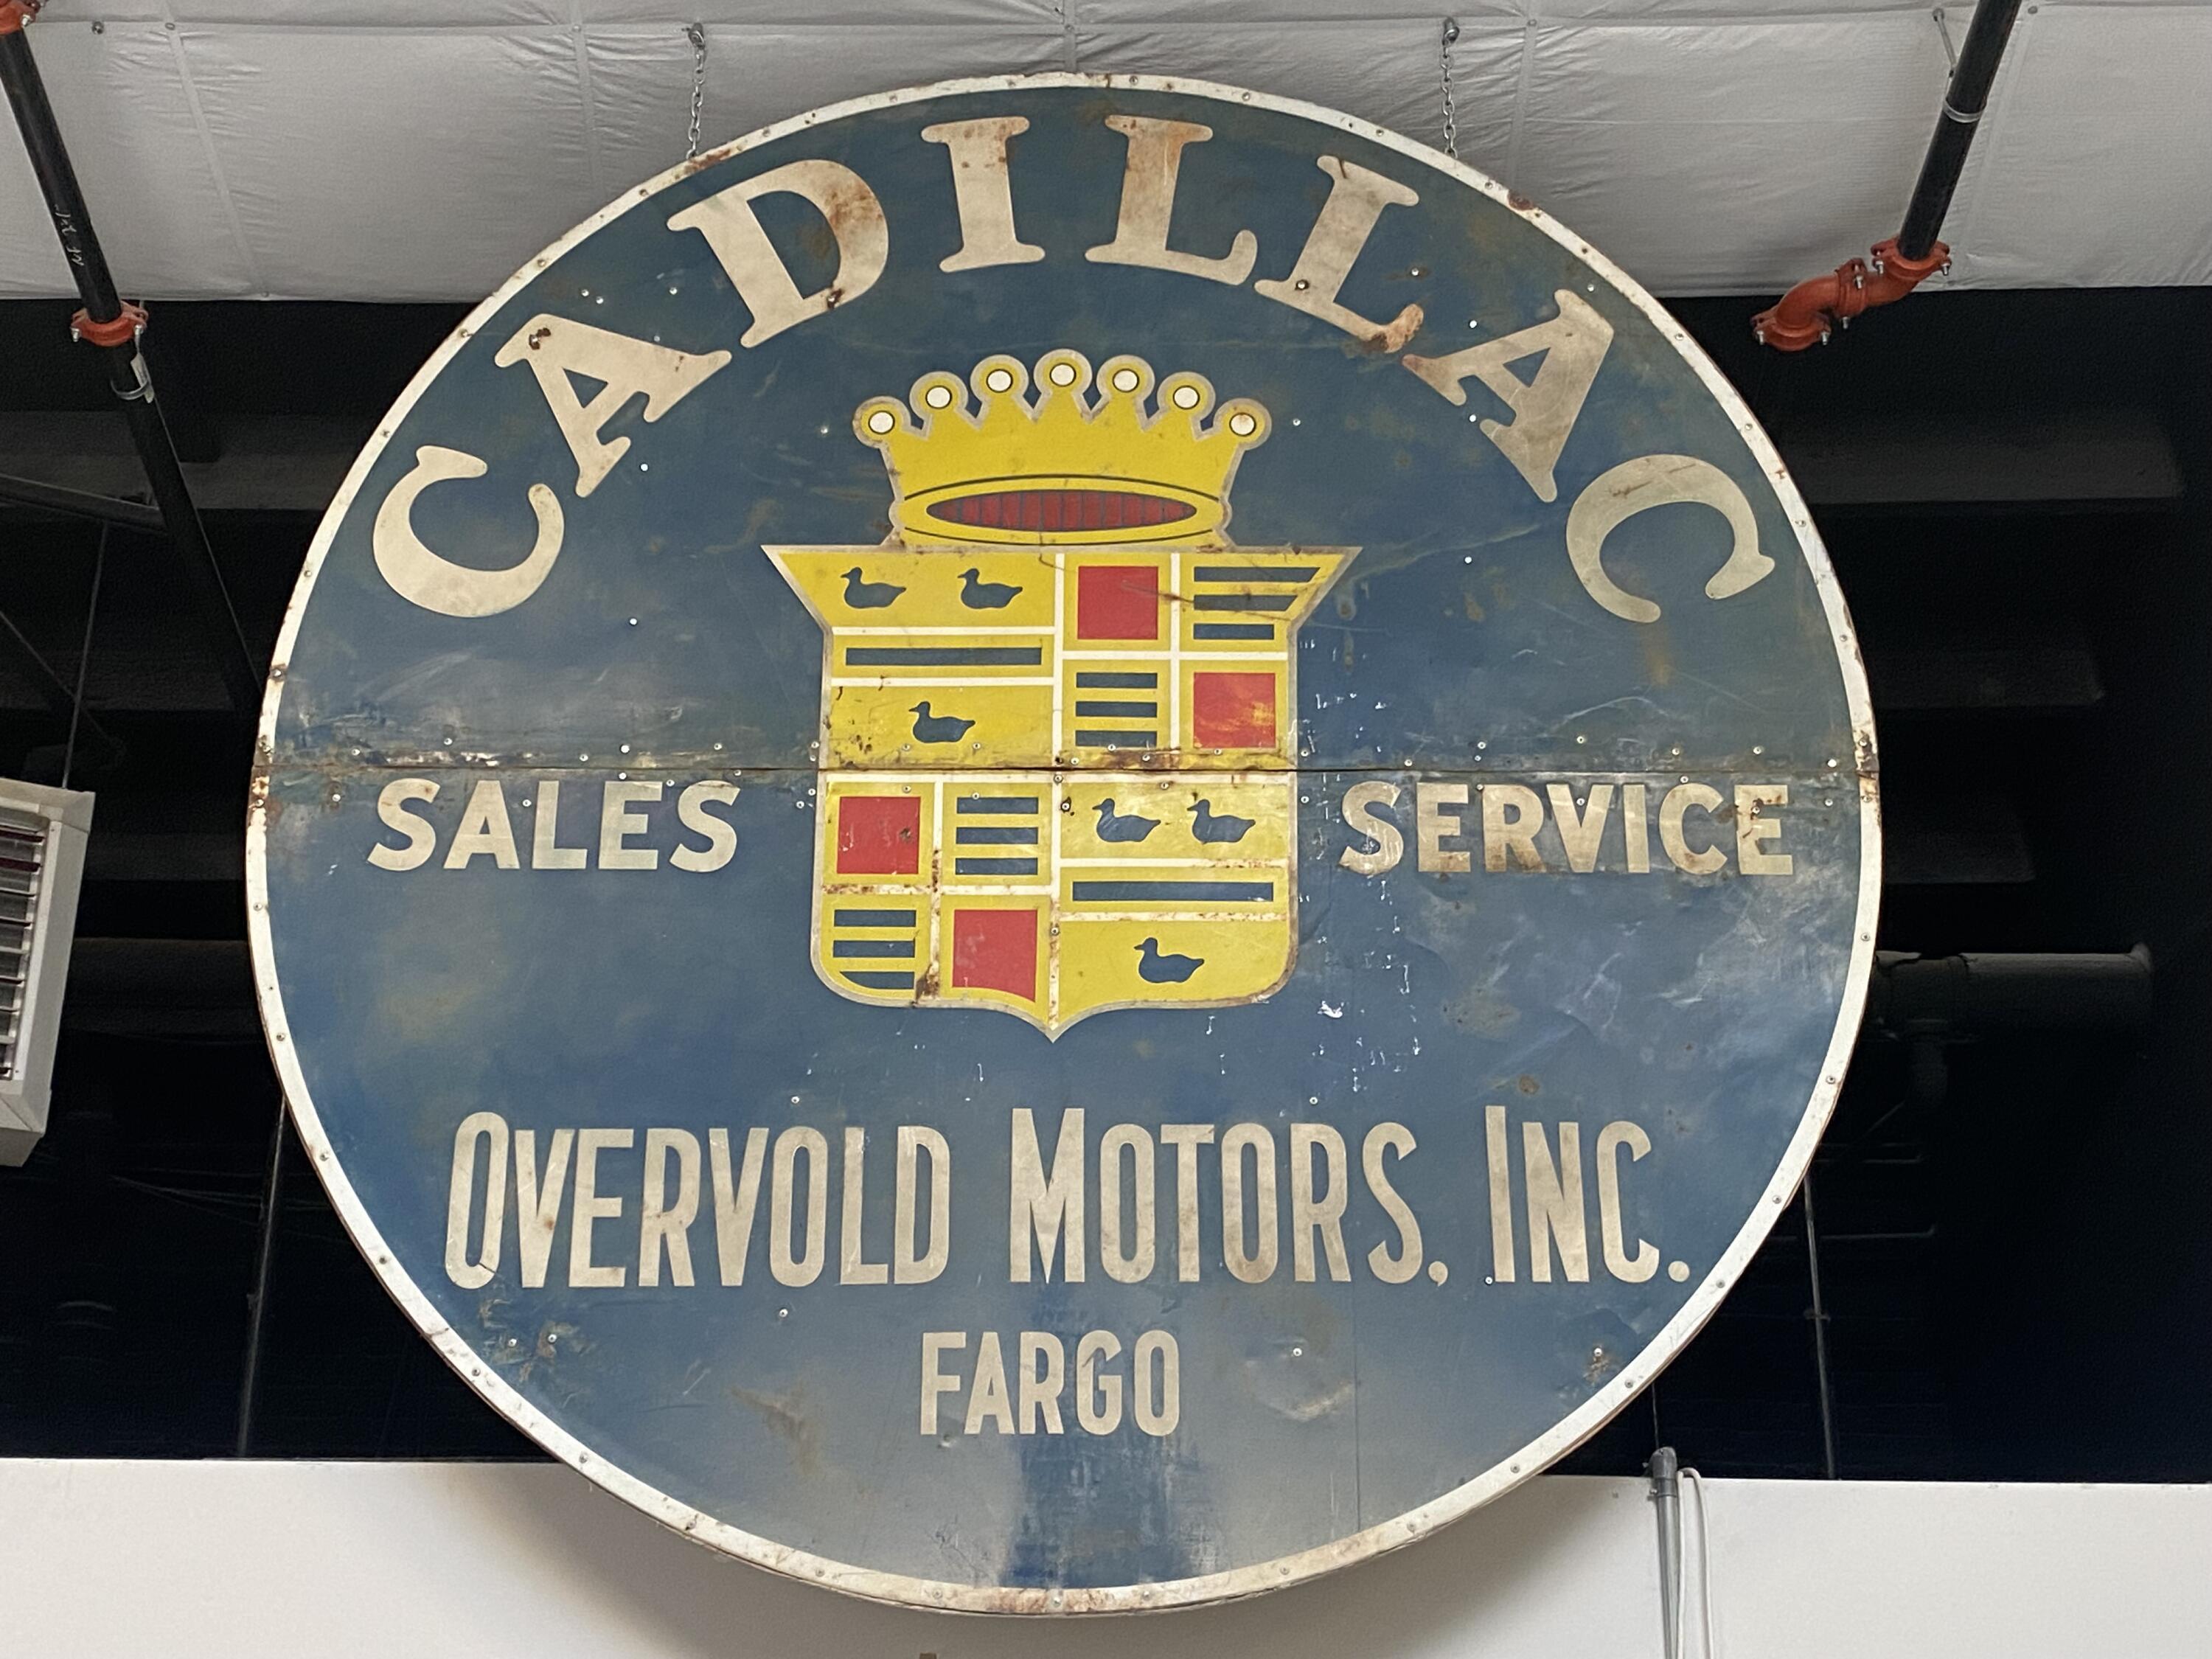 CADILLAC
SALES SERVICE
OVERVOLD MOTORS, INC.
FARGO